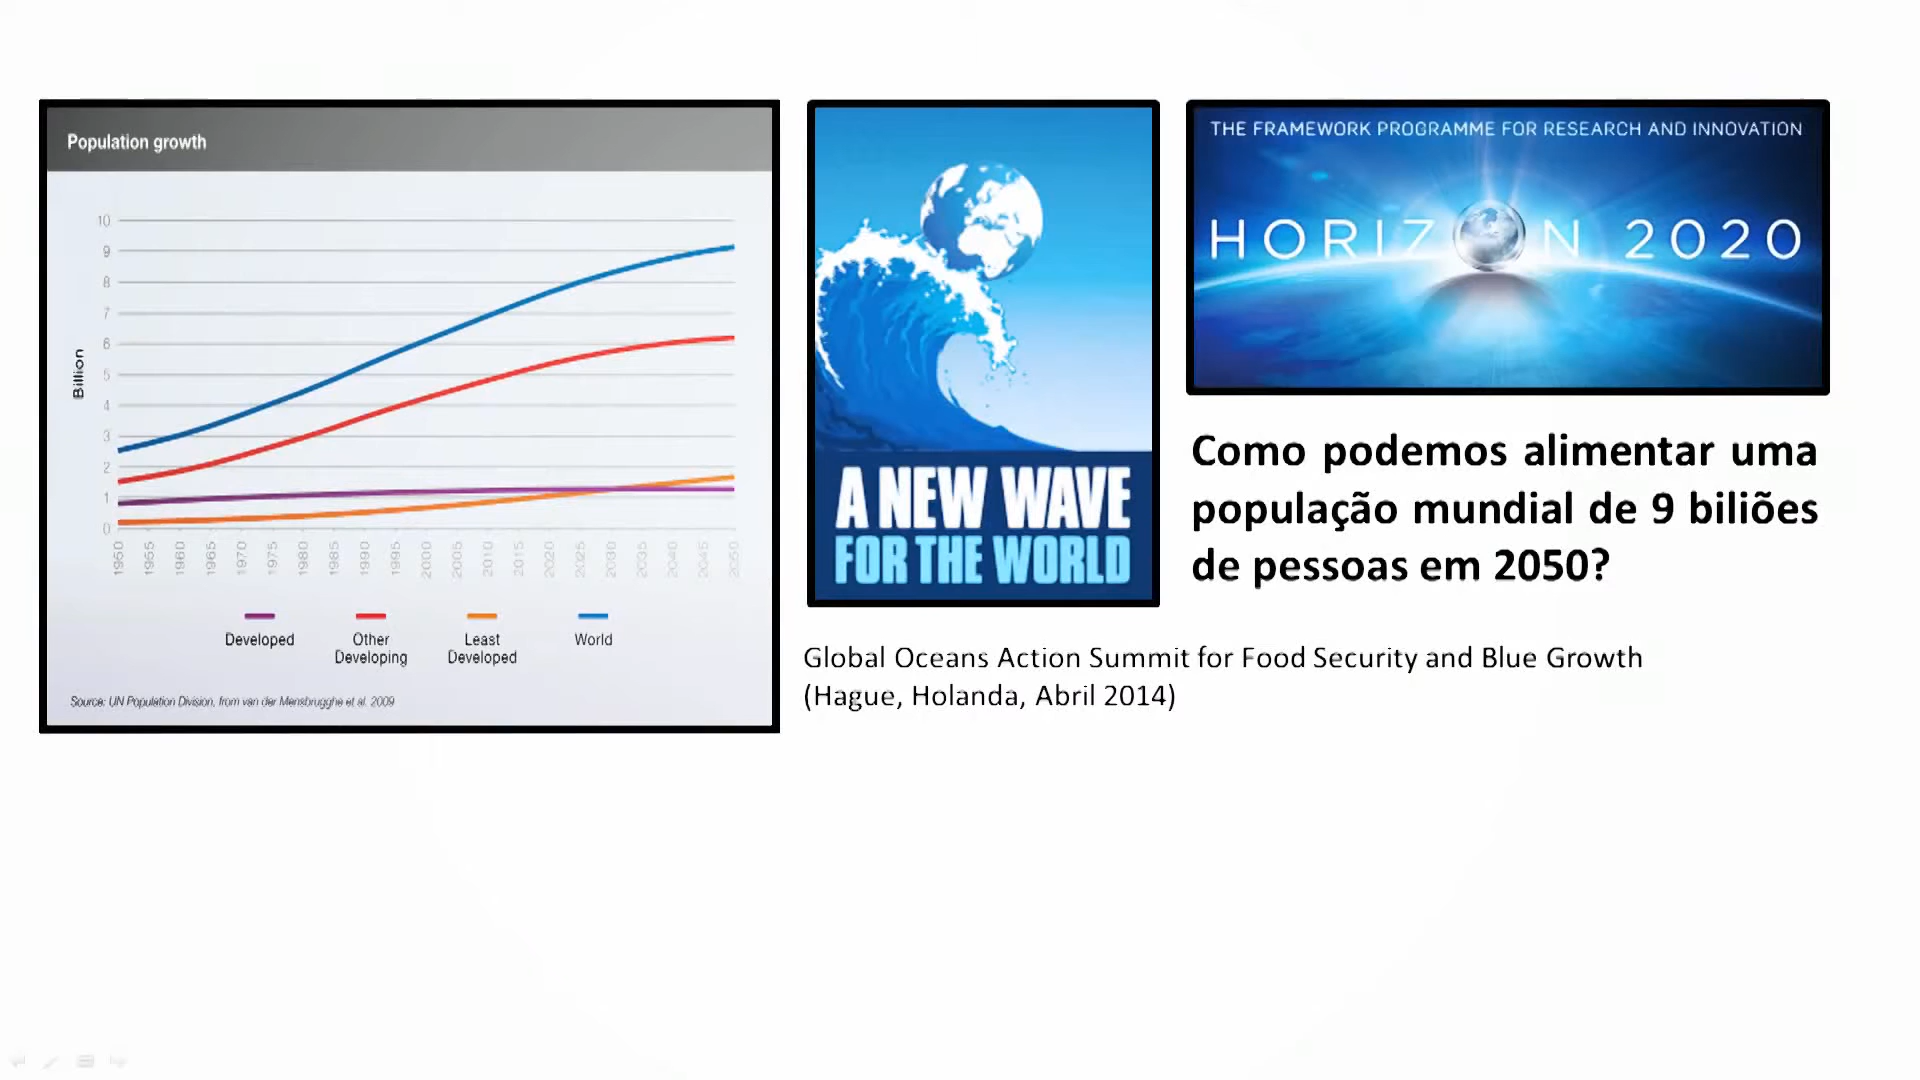 Population growth
10
9
8
7
6
5
4
3
2
1
0
Billion
1950 1955 1960 1965 1970 1975 1980 1985 1990 1995 2000 2005 2010 2015 2020 2025 2030 2035 2040 2045 2050
Developed
Other
Developing
Least
Developed
World
Source: UN Population Division, from van der Mensbrugghe et al. 2009
A NEW WAVE
FOR THE WORLD
THE FRAMEWORK PROGRAMME FOR RESEARCH AND INNOVATION
HORIZON 2020
Como podemos alimentar uma
população mundial de 9 biliões
de pessoas em 2050?
Global Oceans Action Summit for Food Security and Blue Growth
(Hague, Holanda, Abril 2014)